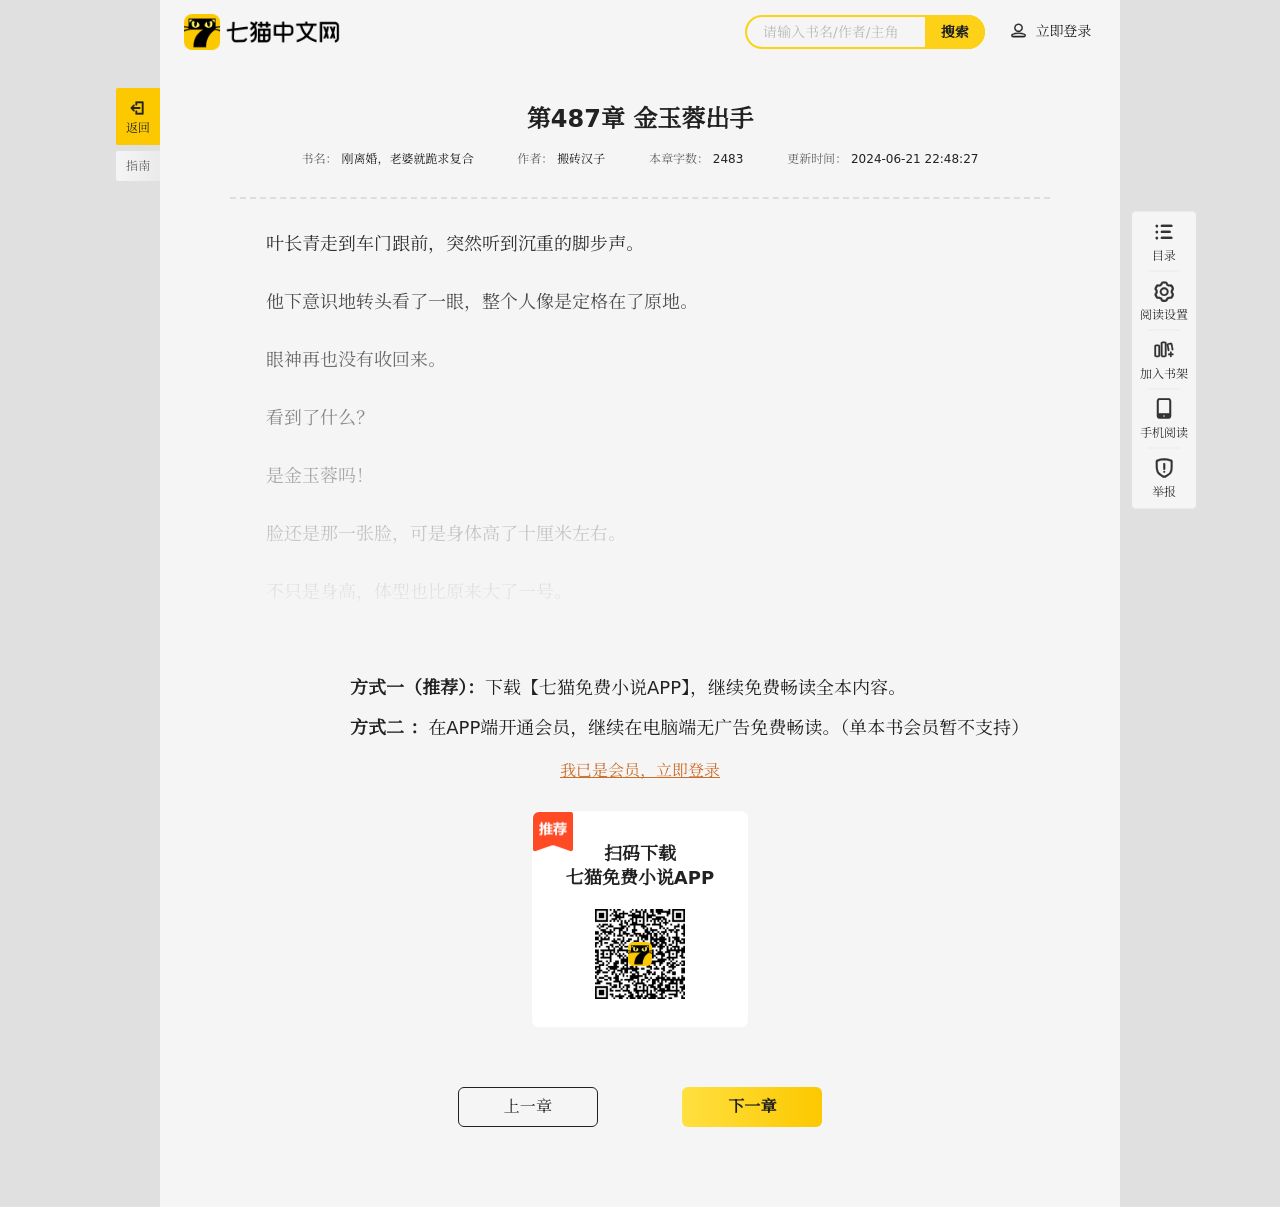 七猫中文网
请输入书名/作者/主角
搜索
立即登录
返回
指南
第487章 金玉蓉出手
书名： 刚离婚，老婆就跪求复合 作者： 搬砖汉子 本章字数： 2483 更新时间： 2024-06-21 22:48:27
叶长青走到车门跟前，突然听到沉重的脚步声。
他下意识地转头看了一眼，整个人像是定格在了原地。
眼神再也没有收回来。
看到了什么？
是金玉蓉吗！
脸还是那一张脸，可是身体高了十厘米左右。
不只是身高，体型也比原来大了一号。
目录
阅读设置
加入书架
手机阅读
举报
方式一（推荐）：下载【七猫免费小说APP】，继续免费畅读全本内容。
方式二 ：在APP端开通会员，继续在电脑端无广告免费畅读。（单本书会员暂不支持）
我已是会员，立即登录
推荐
扫码下载
七猫免费小说APP
上一章
下一章